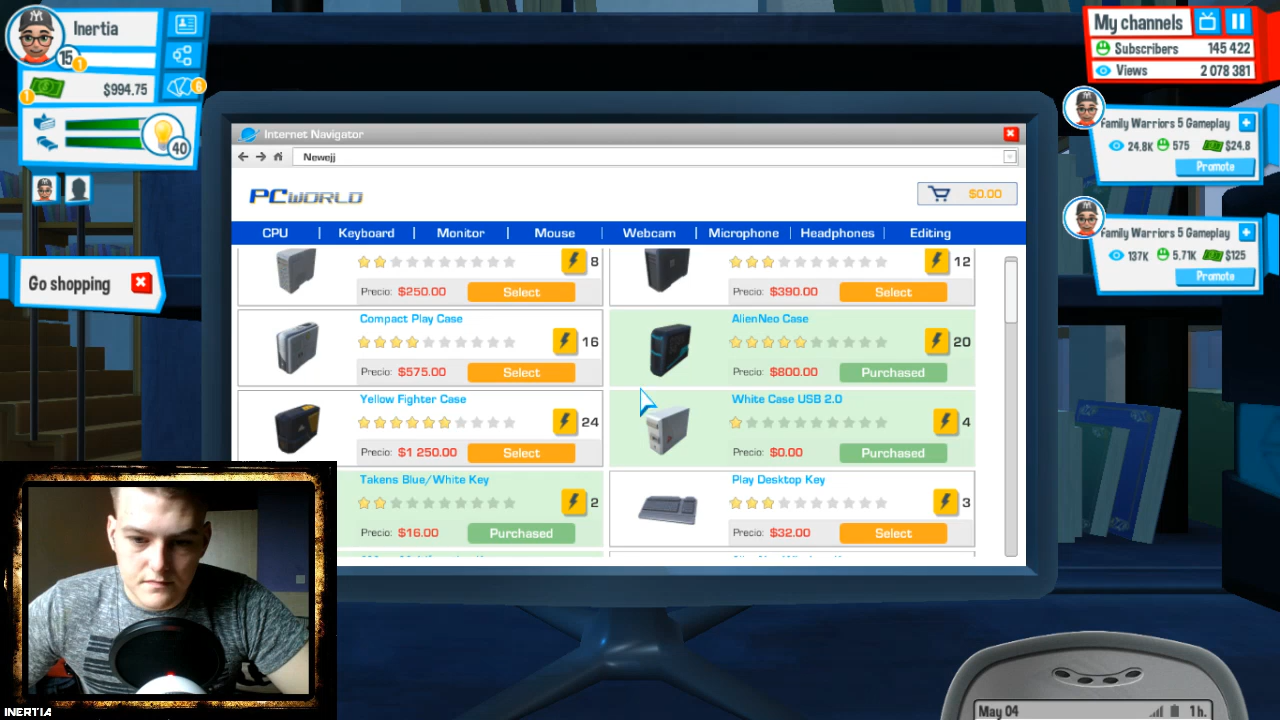 Inertia
15
1
1
$994.75
6
40
Go shopping
My channels
Subscribers 145 422
Views 2 078 381
Family Warriors 5 Gameplay +
24.8K 575 $24.8
Promote
Family Warriors 5 Gameplay +
137K 5.71K $125
Promote
Internet Navigator
Newejj
PCWORLD
$0.00
CPU | Keyboard | Monitor | Mouse | Webcam | Microphone | Headphones | Editing
8
Precio: $250.00 Select
12
Precio: $390.00 Select
Compact Play Case
16
Precio: $575.00 Select
AlienNeo Case
20
Precio: $800.00 Purchased
Yellow Fighter Case
24
Precio: $1 250.00 Select
White Case USB 2.0
4
Precio: $0.00 Purchased
Takens Blue/White Key
2
Precio: $16.00 Purchased
Play Desktop Key
3
Precio: $32.00 Select
INERTIA
May 04 1 h.